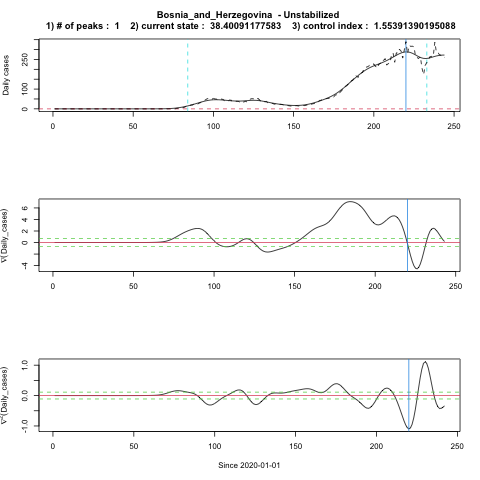 Bosnia_and_Herzegovina - Unstabilized
1) # of peaks : 1 2) current state : 38.40091177583 3) control index : 1.55391390195088
Daily cases
250
100
0
0 50 100 150 200 250
∇(Daily_cases)
6
4
2
0
-4
0 50 100 150 200 250
∇²(Daily_cases)
1.0
0.0
-1.0
0 50 100 150 200 250
Since 2020-01-01